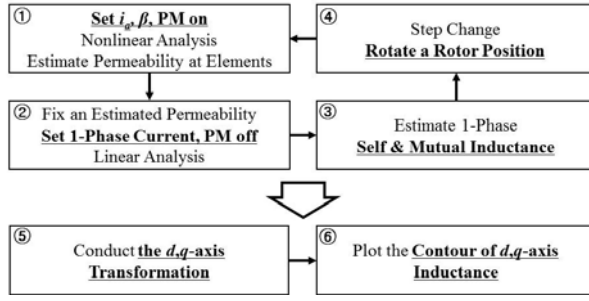 ①
Set iₐ, β, PM on
Nonlinear Analysis
Estimate Permeability at Elements
④
Step Change
Rotate a Rotor Position
②
Fix an Estimated Permeability
Set 1-Phase Current, PM off
Linear Analysis
③
Estimate 1-Phase
Self & Mutual Inductance
⑤
Conduct the d,q-axis
Transformation
⑥
Plot the Contour of d,q-axis
Inductance